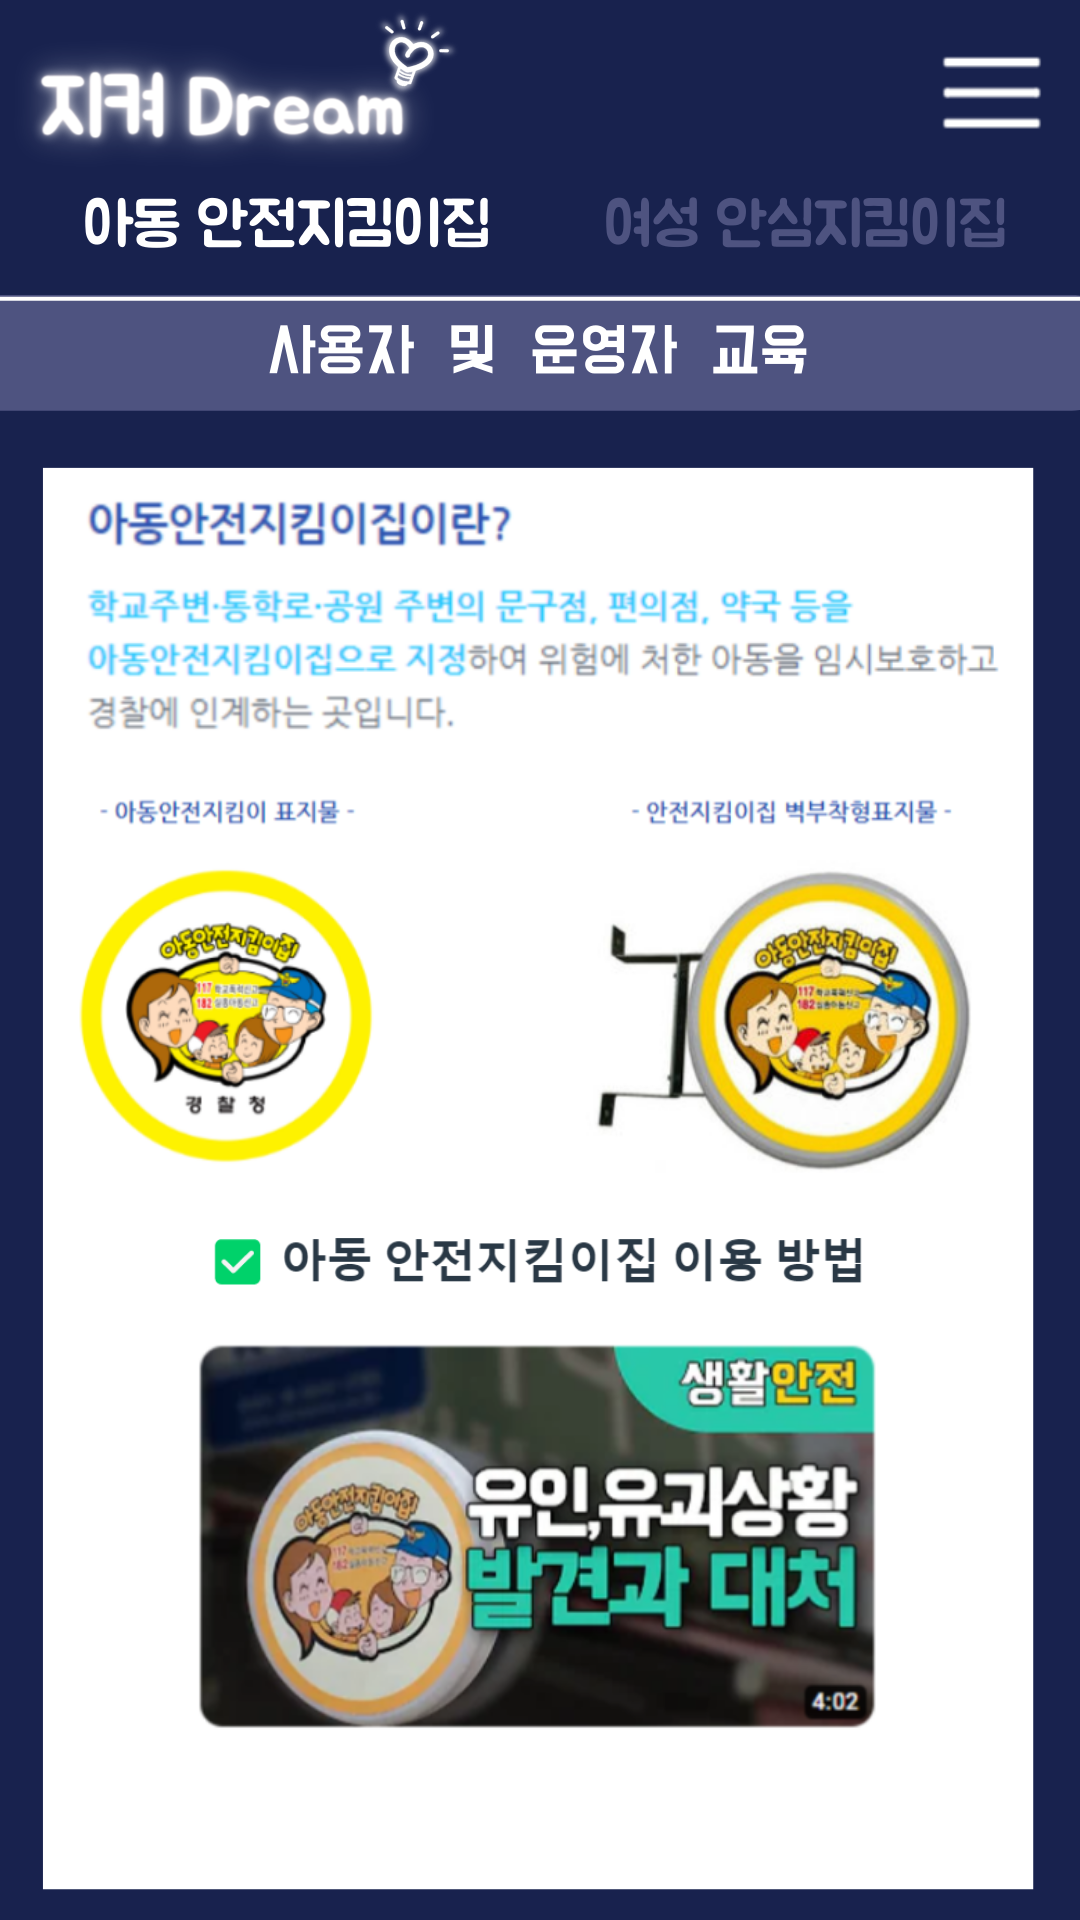 지켜 Dream
아동 안전지킴이집 여성 안심지킴이집
사용자 및 운영자 교육
아동안전지킴이집이란?
학교주변·통학로·공원 주변의 문구점, 편의점, 약국 등을
아동안전지킴이집으로 지정하여 위험에 처한 아동을 임시보호하고
경찰에 인계하는 곳입니다.
- 아동안전지킴이 표지물 - - 안전지킴이집 벽부착형표지물 -
아동안전지킴이집
117 학교폭력신고
182 실종아동신고
경 찰 청
아동안전지킴이집
117 학교폭력신고
182 실종아동신고
아동 안전지킴이집 이용 방법
생활안전
아동안전지킴이집
117
182
유인,유괴상황
발견과 대처
4:02